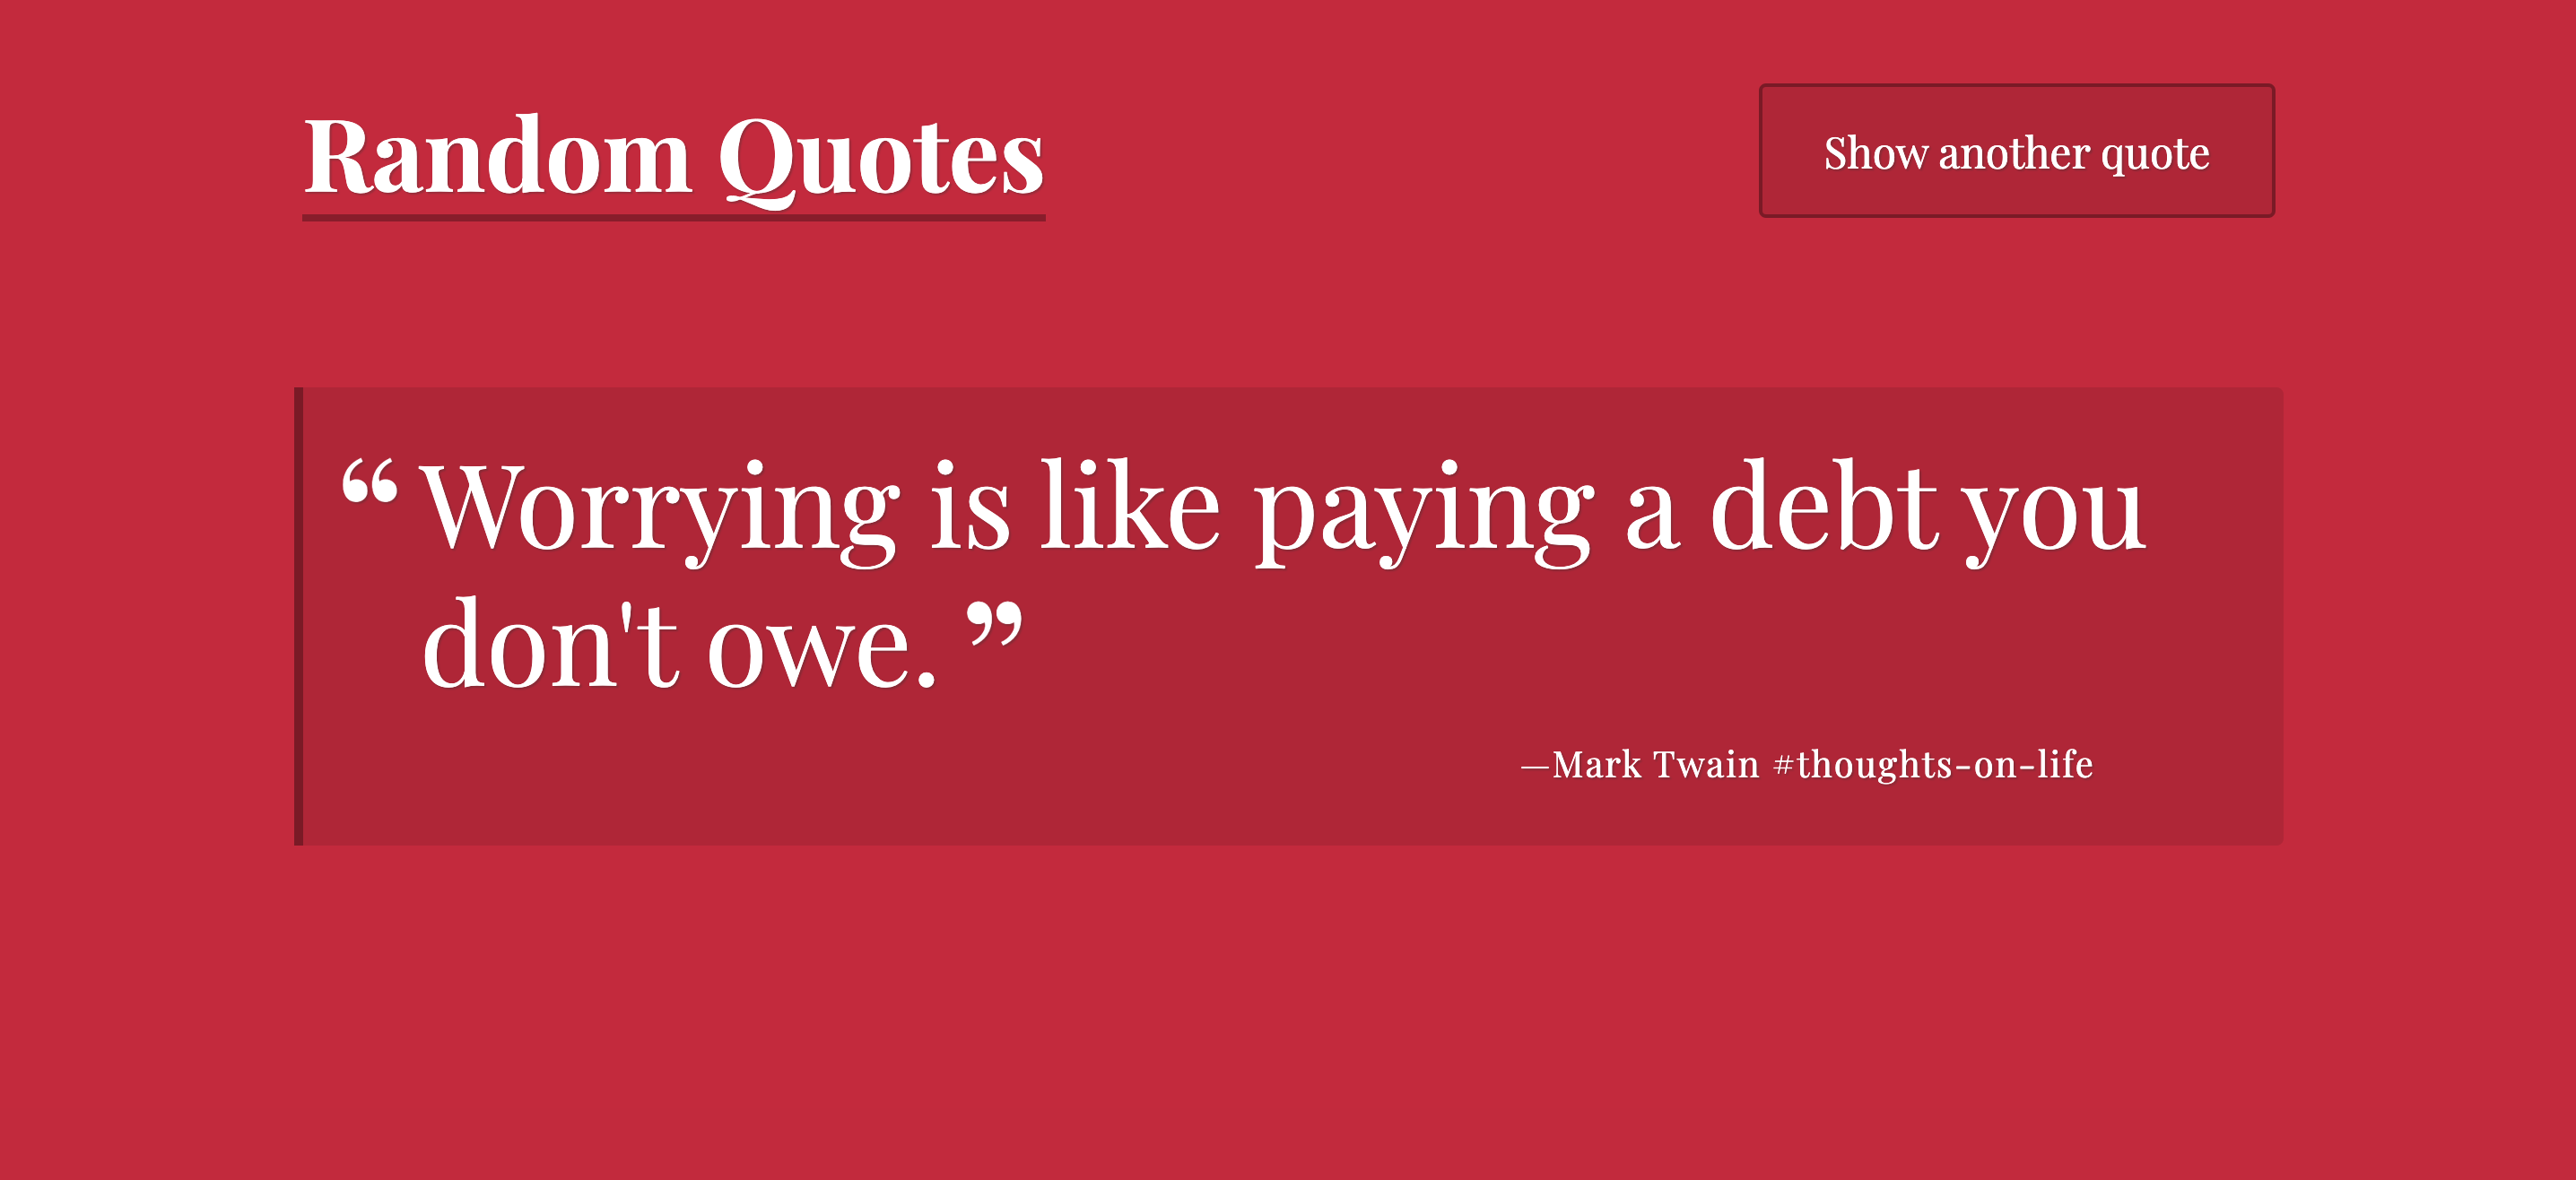 Random Quotes
Show another quote
“ Worrying is like paying a debt you
don't owe. ”
—Mark Twain #thoughts-on-life